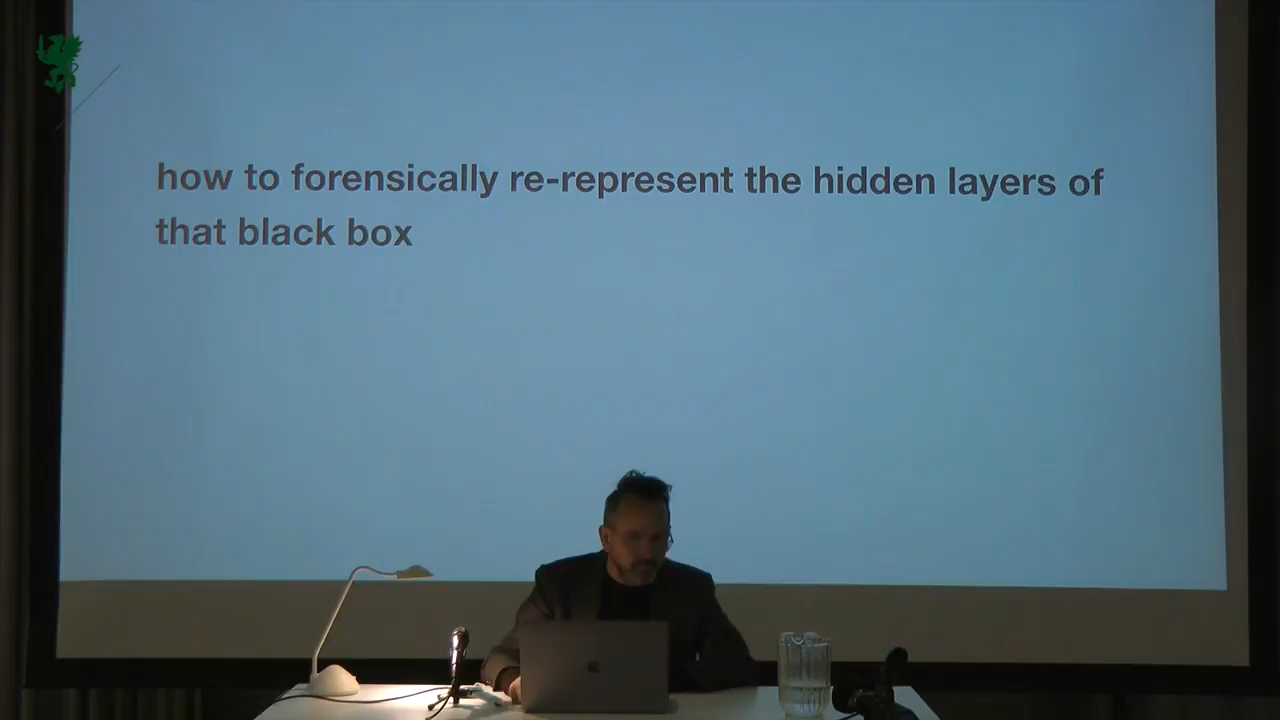 how to forensically re-represent the hidden layers of
that black box